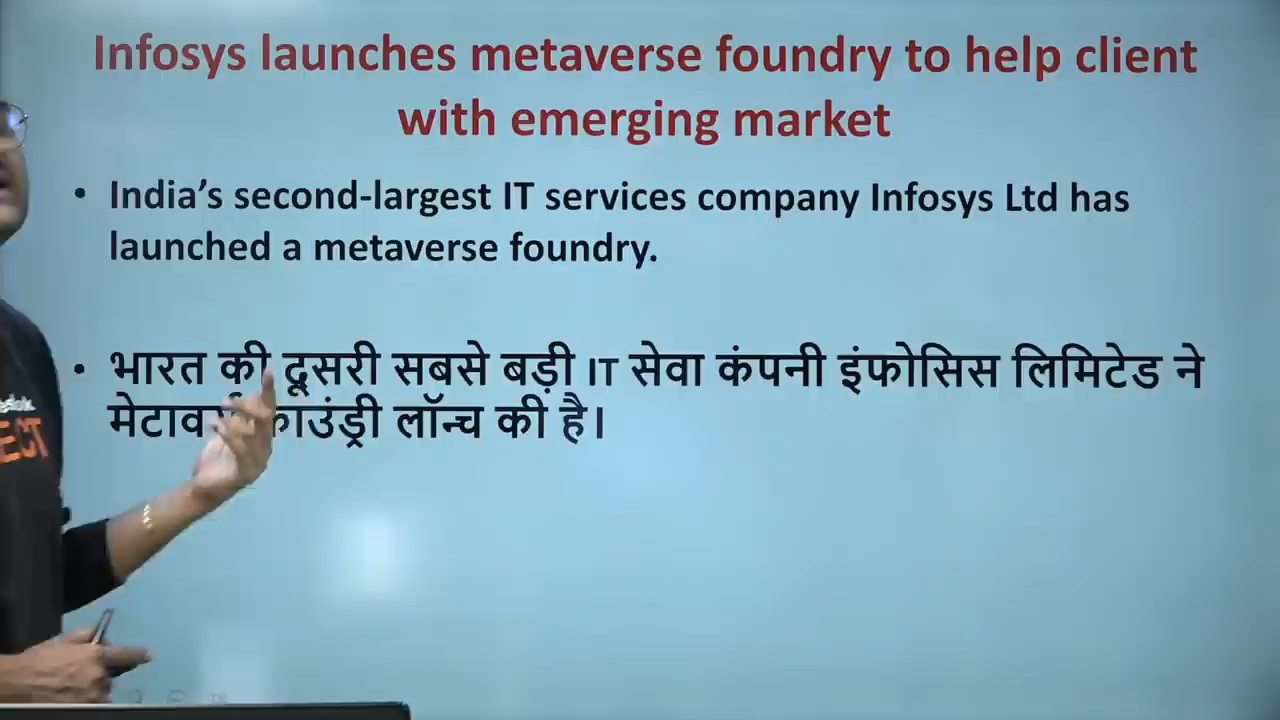 Infosys launches metaverse foundry to help client
with emerging market
• India’s second-largest IT services company Infosys Ltd has
launched a metaverse foundry.
• भारत की दूसरी सबसे बड़ी IT सेवा कंपनी इंफोसिस लिमिटेड ने
लॉन्च की है।
ECT